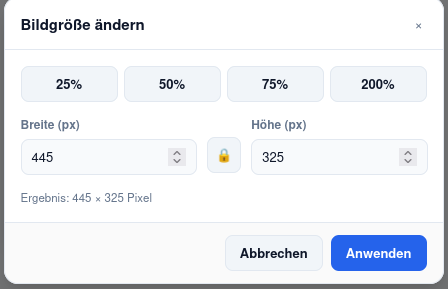 Bildgröße ändern ×
25% 50% 75% 200%
Breite (px) Höhe (px)
445 🔒 325
Ergebnis: 445 × 325 Pixel
Abbrechen Anwenden